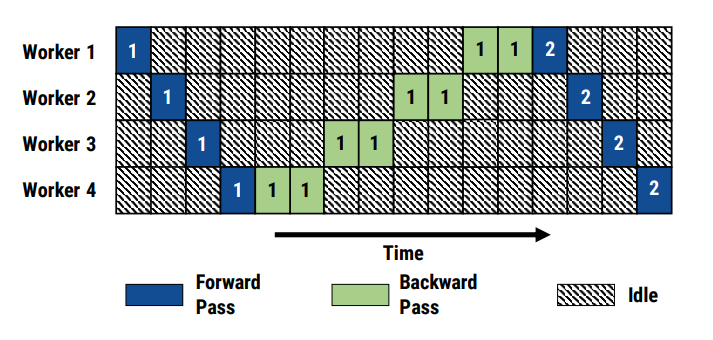 Worker 1 1 1 1 2
Worker 2 1 1 1 2
Worker 3 1 1 1 2
Worker 4 1 1 1 2
Time
Forward Pass
Backward Pass
Idle